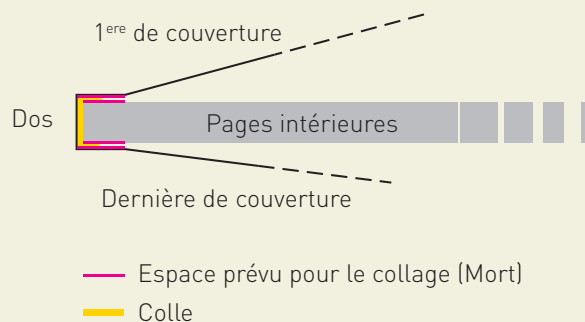 1ere de couverture
Dos
Pages intérieures
Dernière de couverture
Espace prévu pour le collage (Mort)
Colle